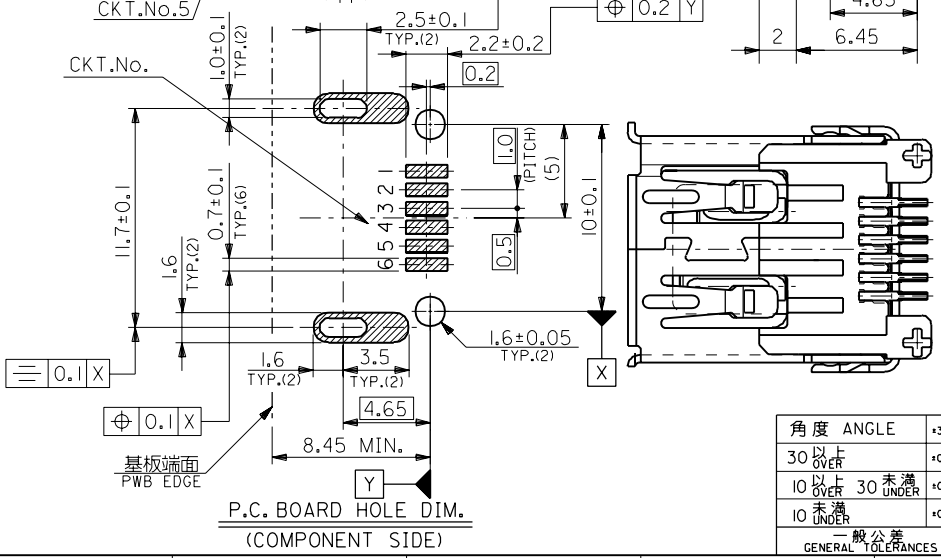 CKT.No.5
2.5±0.1
TYP.(2)
0.2 Y
4.65
1.0±0.1
TYP.(2)
2.2±0.2
2
6.45
CKT.No.
0.2
1.0
(PITCH)
(5)
1
2
3
4
5
6
11.7±0.1
0.7±0.1
TYP.(6)
10±0.1
0.5
1.6
TYP.(2)
1.6±0.05
TYP.(2)
0.1 X
1.6
TYP.(2)
3.5
TYP.(2)
X
0.1 X
4.65
8.45 MIN.
基板端面
PWB EDGE
Y
P.C. BOARD HOLE DIM.
(COMPONENT SIDE)
角度 ANGLE
30 以上 OVER
10 以上 OVER 30 未満 UNDER
10 未満 UNDER
一般公差
GENERAL TOLERANCES